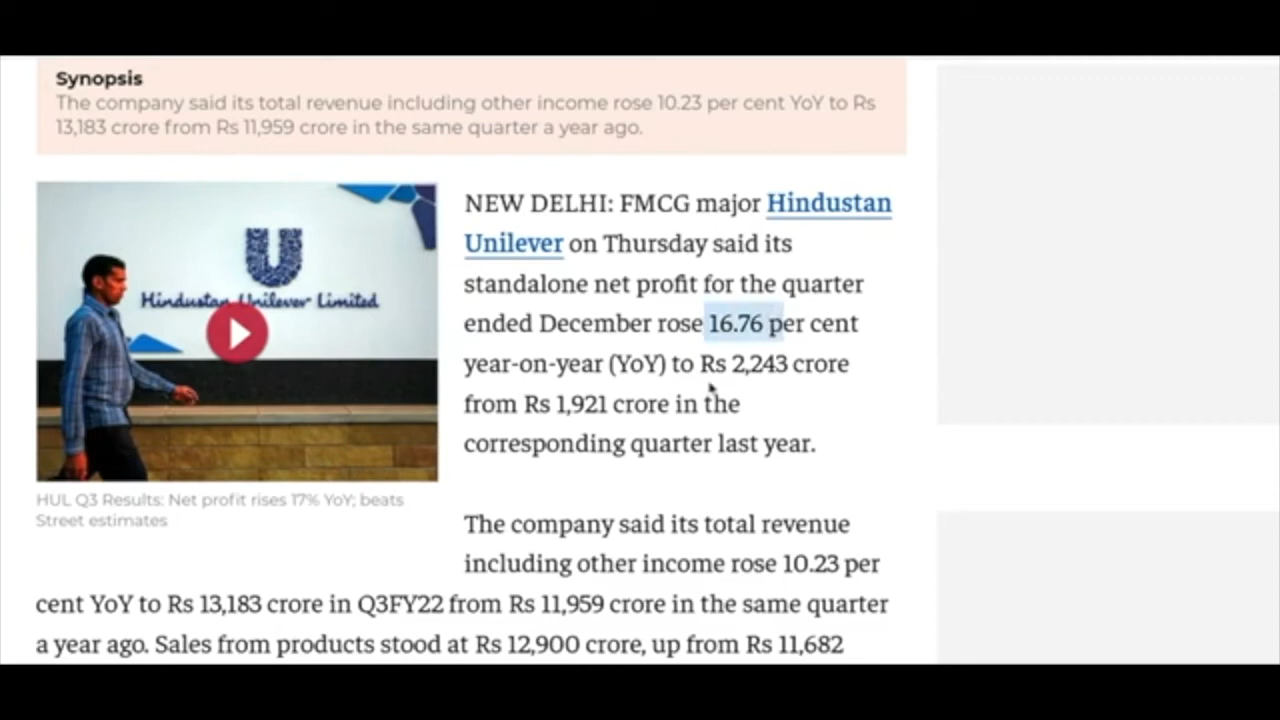 Synopsis
The company said its total revenue including other income rose 10.23 per cent YoY to Rs
13,183 crore from Rs 11,959 crore in the same quarter a year ago.
Hindustan Unilever Limited
HUL Q3 Results: Net profit rises 17% YoY; beats
Street estimates
NEW DELHI: FMCG major Hindustan
Unilever on Thursday said its
standalone net profit for the quarter
ended December rose 16.76 per cent
year-on-year (YoY) to Rs 2,243 crore
from Rs 1,921 crore in the
corresponding quarter last year.
The company said its total revenue
including other income rose 10.23 per
cent YoY to Rs 13,183 crore in Q3FY22 from Rs 11,959 crore in the same quarter
a year ago. Sales from products stood at Rs 12,900 crore, up from Rs 11,682